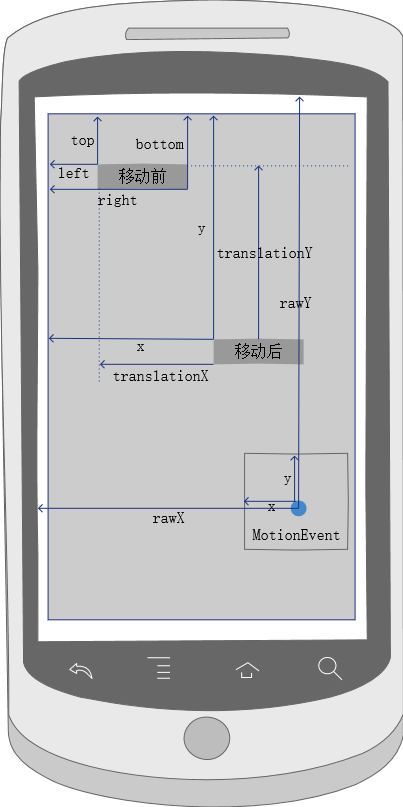 top
bottom
left
移动前
right
y
translationY
rawY
x
移动后
translationX
y
x
rawX
MotionEvent